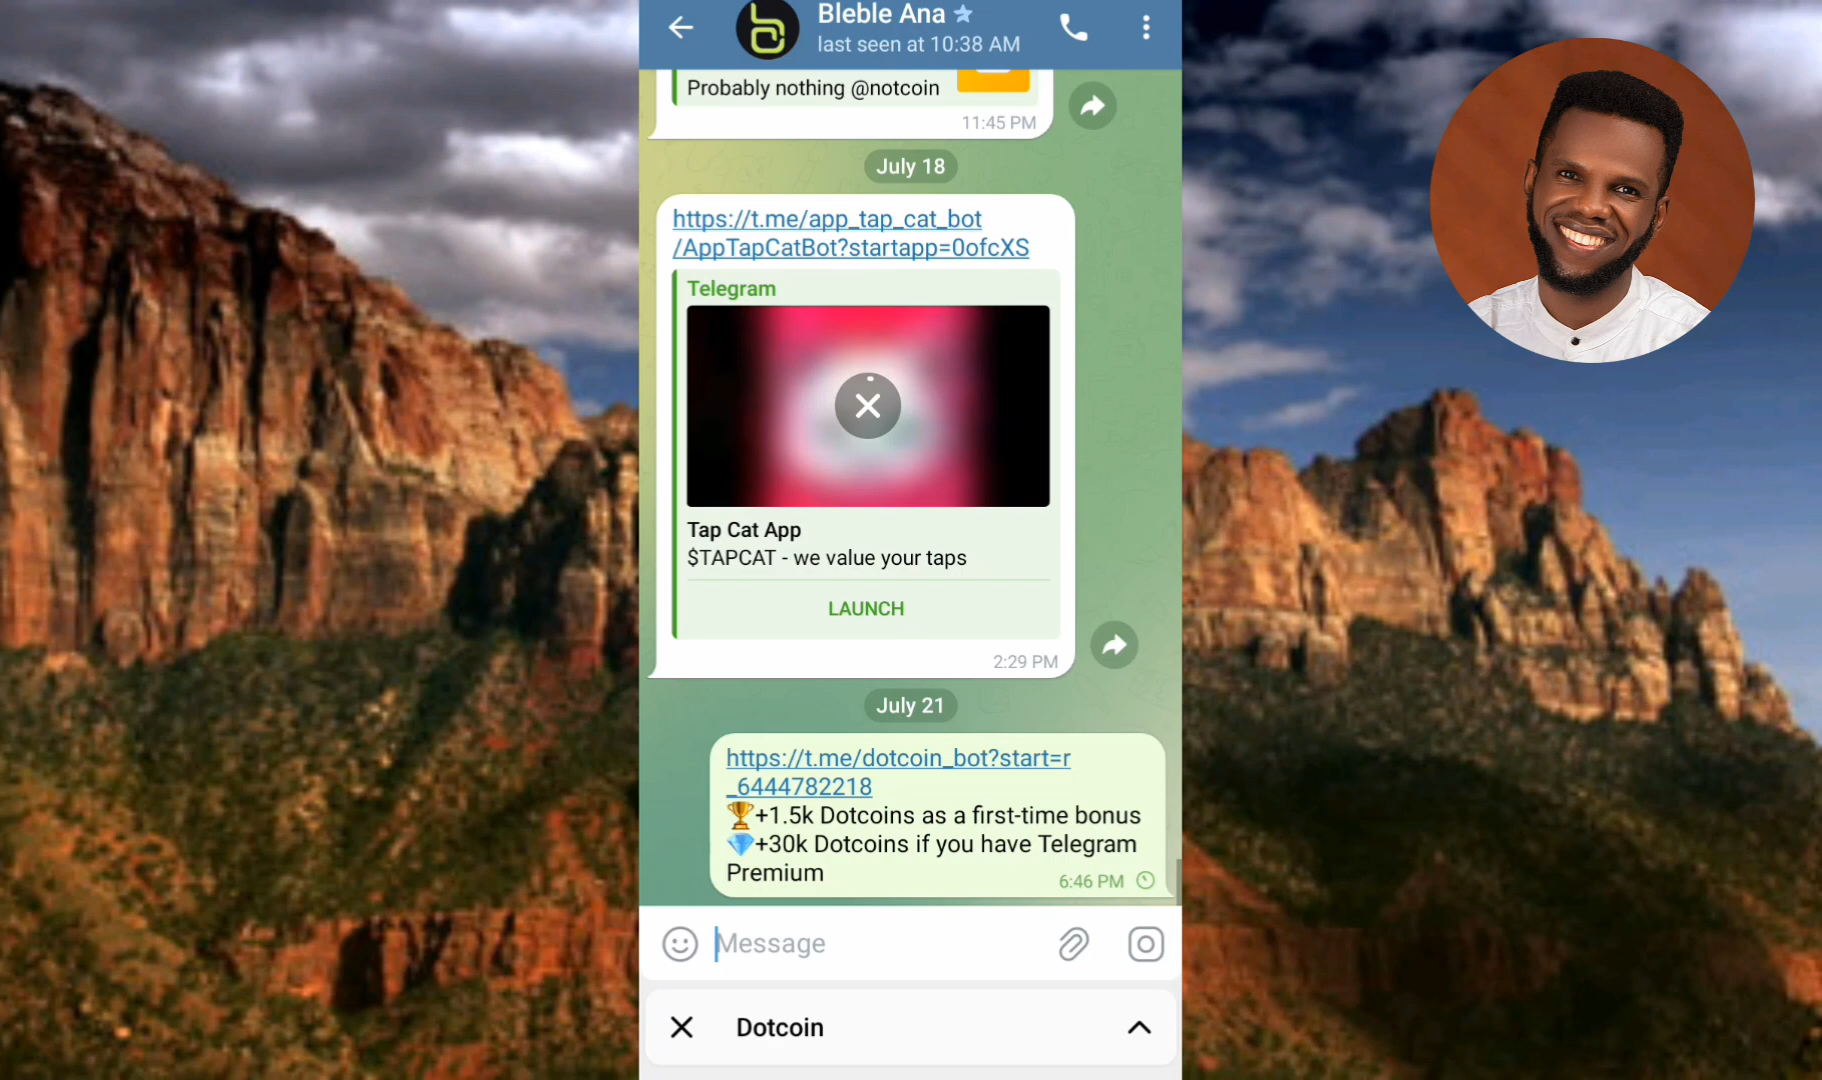 Bleble Ana
last seen at 10:38 AM
Probably nothing @notcoin
11:45 PM
July 18
https://t.me/app_tap_cat_bot
/AppTapCatBot?startapp=0ofcXS
Telegram
Tap Cat App
$TAPCAT - we value your taps
LAUNCH
2:29 PM
July 21
https://t.me/dotcoin_bot?start=r
_6444782218
🏆+1.5k Dotcoins as a first-time bonus
💎+30k Dotcoins if you have Telegram
Premium
6:46 PM
Message
Dotcoin